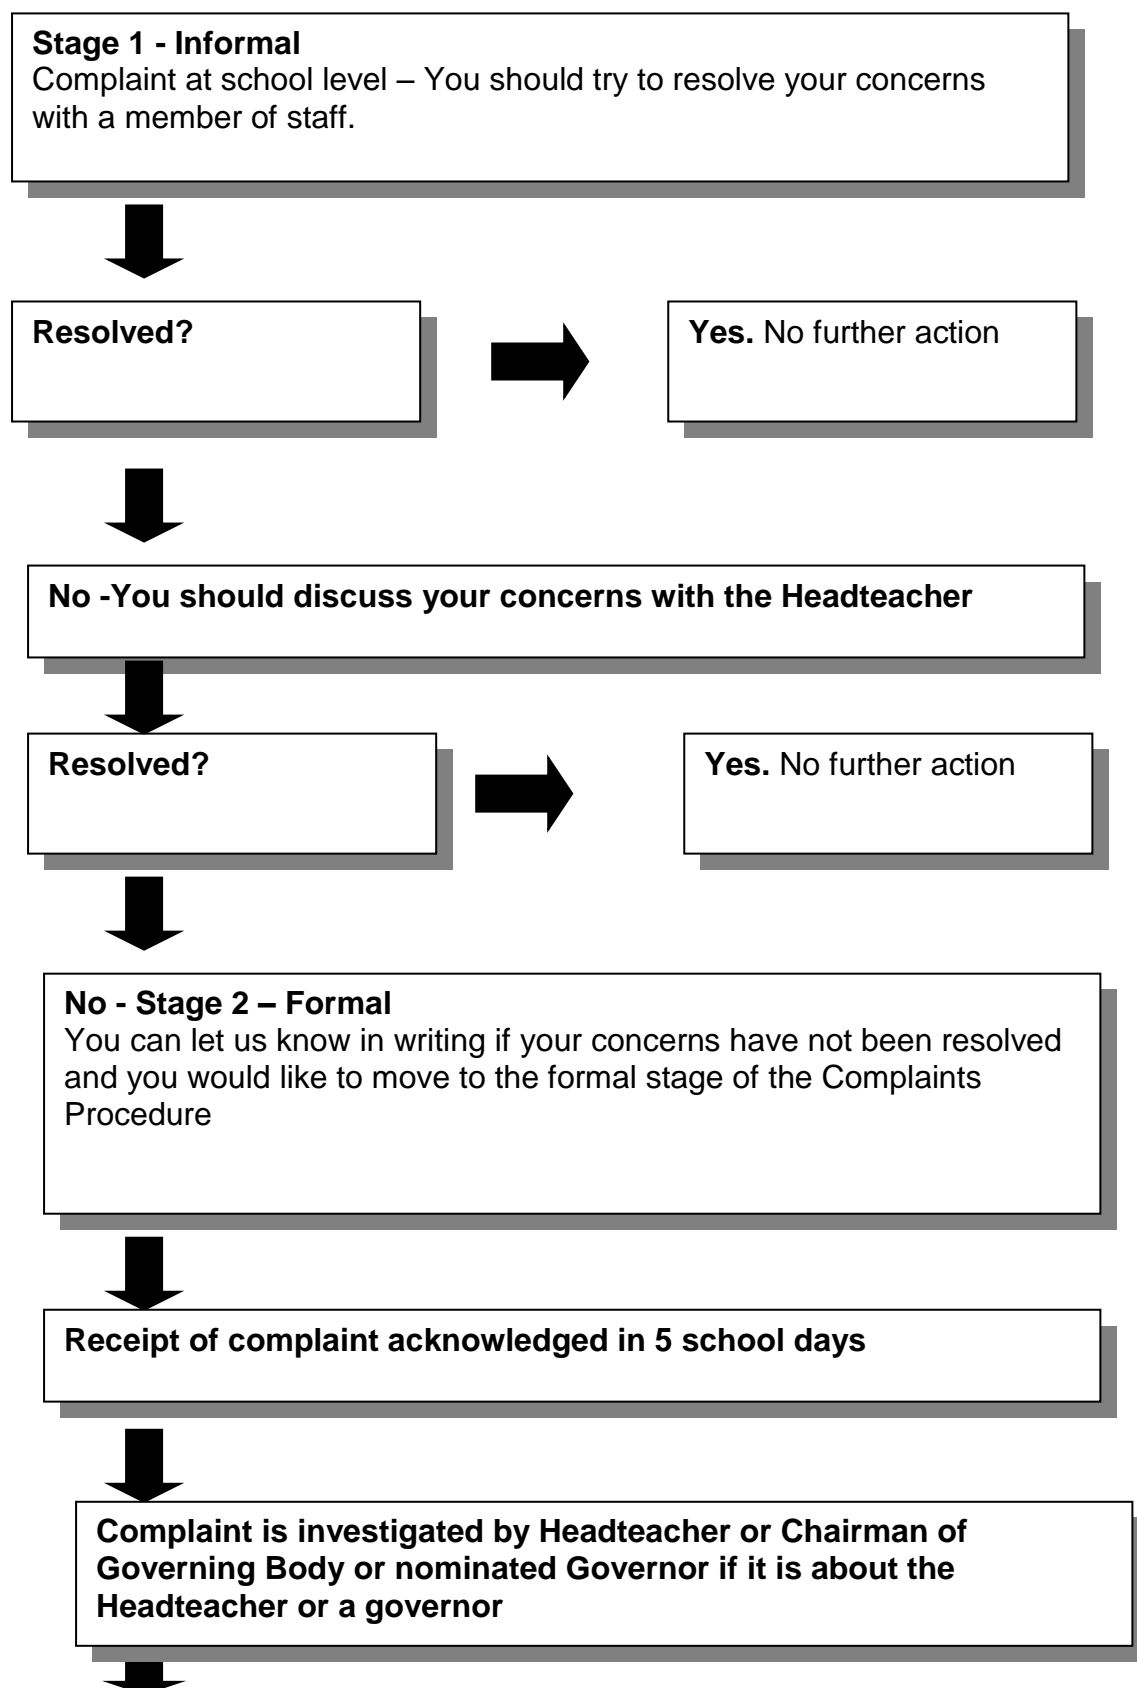 Stage 1 - Informal
Complaint at school level – You should try to resolve your concerns
with a member of staff.
Resolved?
Yes. No further action
No -You should discuss your concerns with the Headteacher
Resolved?
Yes. No further action
No - Stage 2 – Formal
You can let us know in writing if your concerns have not been resolved
and you would like to move to the formal stage of the Complaints
Procedure
Receipt of complaint acknowledged in 5 school days
Complaint is investigated by Headteacher or Chairman of
Governing Body or nominated Governor if it is about the
Headteacher or a governor